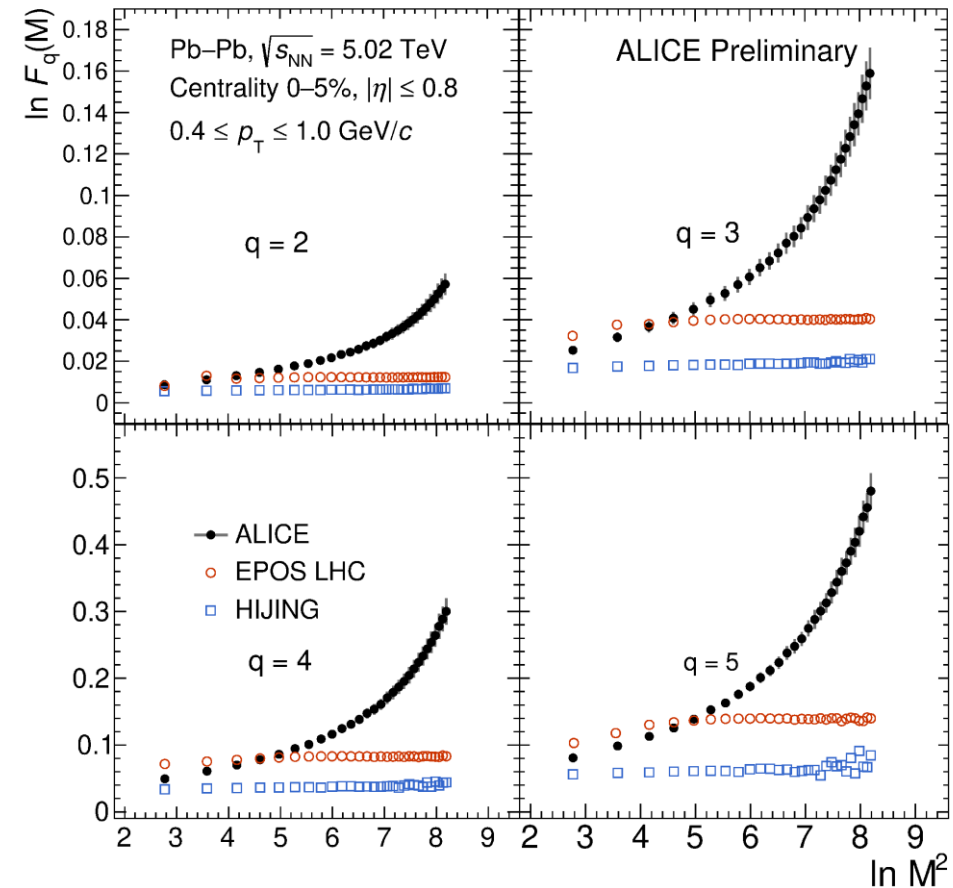 ln F_q(M)
Pb–Pb, √s_NN = 5.02 TeV
Centrality 0–5%, |η| ≤ 0.8
0.4 ≤ p_T ≤ 1.0 GeV/c
ALICE Preliminary
0.16
0.14
0.12
0.1
0.08
0.06
0.04
0.02
0
q = 2
q = 3
0.5
0.4
0.3
0.2
0.1
0
ALICE
EPOS LHC
HIJING
q = 4
q = 5
2 3 4 5 6 7 8 9
2 3 4 5 6 7 8 9
ln M²